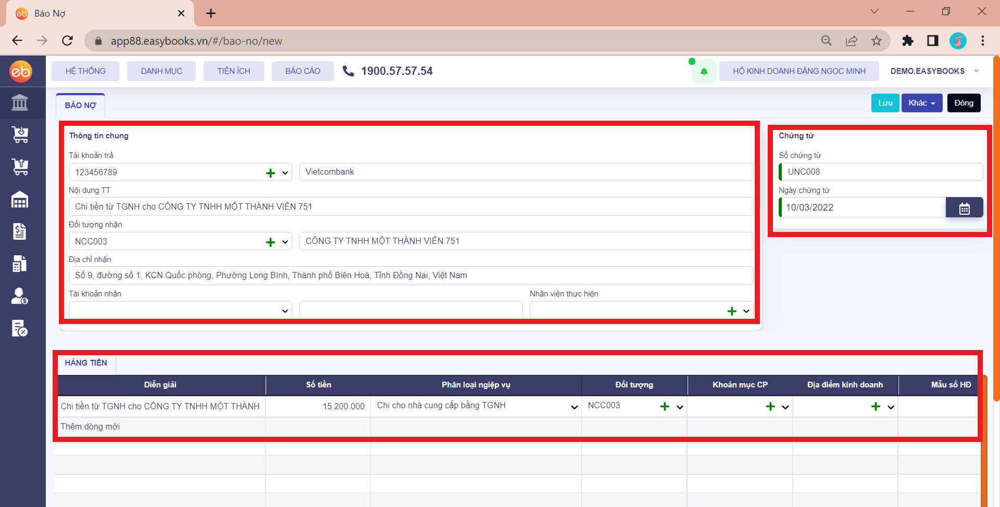 eb Báo Nợ
app88.easybooks.vn/#/bao-no/new
eb HỆ THỐNG DANH MỤC TIỆN ÍCH BÁO CÁO 1900.57.57.54 HỘ KINH DOANH ĐẶNG NGỌC MINH DEMO.EASYBOOKS
BÁO NỢ Lưu Khác Đóng
Thông tin chung
Tài khoản trả
123456789 Vietcombank
Nội dung TT
Chi tiền từ TGNH cho CÔNG TY TNHH MỘT THÀNH VIÊN 751
Đối tượng nhận
NCC003 CÔNG TY TNHH MỘT THÀNH VIÊN 751
Địa chỉ nhận
Số 9, đường số 1, KCN Quốc phòng, Phường Long Bình, Thành phố Biên Hoà, Tỉnh Đồng Nai, Việt Nam
Tài khoản nhận Nhân viên thực hiện
Chứng từ
Số chứng từ
UNC008
Ngày chứng từ
10/03/2022
HÀNG TIỀN
Diễn giải Số tiền Phân loại ngiệp vụ Đối tượng Khoản mục CP Địa điểm kinh doanh Mẫu số HĐ
Chi tiền từ TGNH cho CÔNG TY TNHH MỘT THÀNH 15.200.000 Chi cho nhà cung cấp bằng TGNH NCC003
Thêm dòng mới